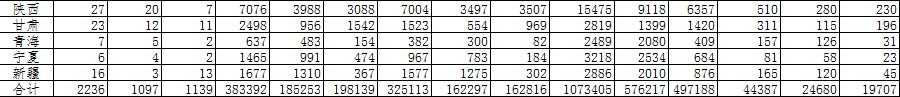 陕西 27 20 7 7076 3988 3088 7004 3497 3507 15475 9118 6357 510 280 230
甘肃 23 12 11 2498 956 1542 1523 554 969 2819 1399 1420 311 115 196
青海 7 5 2 637 483 154 382 300 82 2489 2080 409 157 126 31
宁夏 6 4 2 1465 991 474 967 783 184 3218 2534 684 81 58 23
新疆 16 3 13 1677 1310 367 1577 1275 302 2886 2010 876 165 120 45
合计 2236 1097 1139 383392 185253 198139 325113 162297 162816 1073405 576217 497188 44387 24680 19707